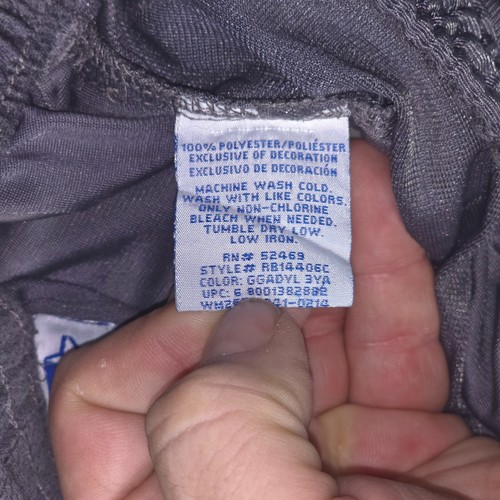 100% POLYESTER/POLIÉSTER
EXCLUSIVE OF DECORATION
EXCLUSIVO DE DECORACIÓN
MACHINE WASH COLD.
WASH WITH LIKE COLORS.
ONLY NON-CHLORINE
BLEACH WHEN NEEDED.
TUMBLE DRY LOW.
LOW IRON.
RN# 52469
STYLE# RB14406C
COLOR: GGADYL 3YA
UPC: